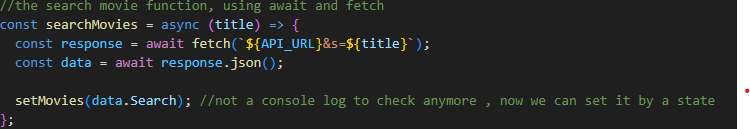 //the search movie function, using await and fetch
const searchMovies = async (title) => {
  const response = await fetch(`${API_URL}&s=${title}`);
  const data = await response.json();

  setMovies(data.Search); //not a console log to check anymore , now we can set it by a state
};